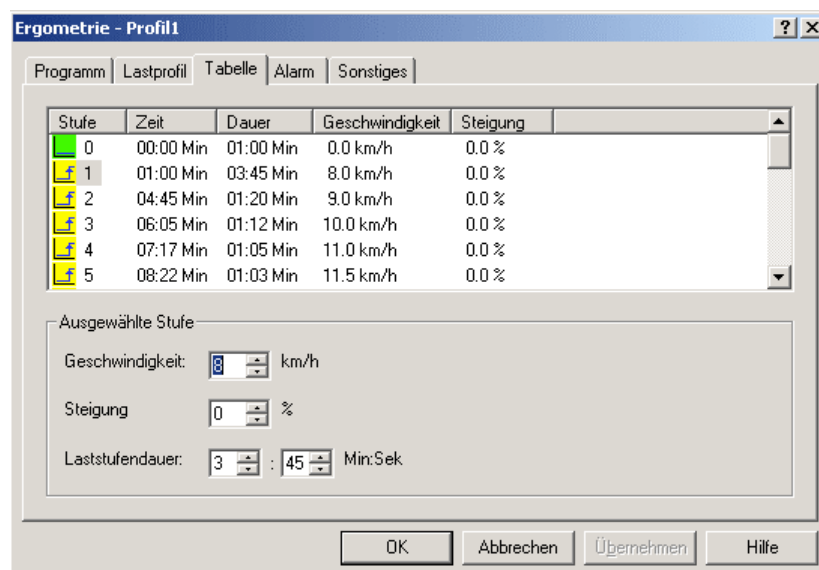 Ergometrie - Profil1
Programm Lastprofil Tabelle Alarm Sonstiges
Stufe Zeit Dauer Geschwindigkeit Steigung
0 00:00 Min 01:00 Min 0.0 km/h 0.0 %
1 01:00 Min 03:45 Min 8.0 km/h 0.0 %
2 04:45 Min 01:20 Min 9.0 km/h 0.0 %
3 06:05 Min 01:12 Min 10.0 km/h 0.0 %
4 07:17 Min 01:05 Min 11.0 km/h 0.0 %
5 08:22 Min 01:03 Min 11.5 km/h 0.0 %
Ausgewählte Stufe
Geschwindigkeit: 8 km/h
Steigung 0 %
Laststufendauer: 3 : 45 Min:Sek
OK Abbrechen Übernehmen Hilfe